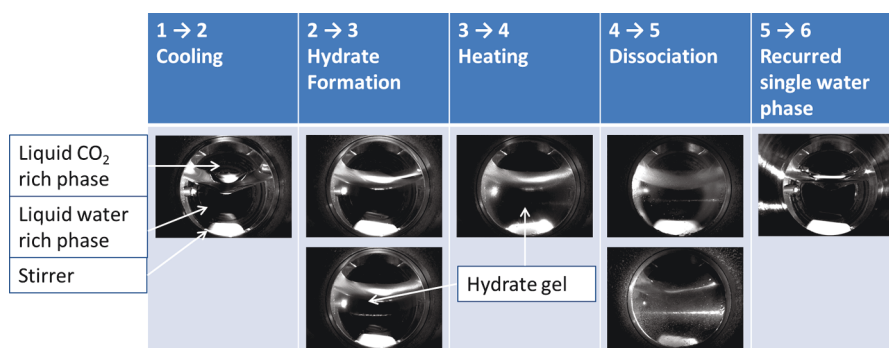 1 → 2
Cooling
2 → 3
Hydrate
Formation
3 → 4
Heating
4 → 5
Dissociation
5 → 6
Recurred
single water
phase
Liquid CO₂
rich phase
Liquid water
rich phase
Stirrer
Hydrate gel